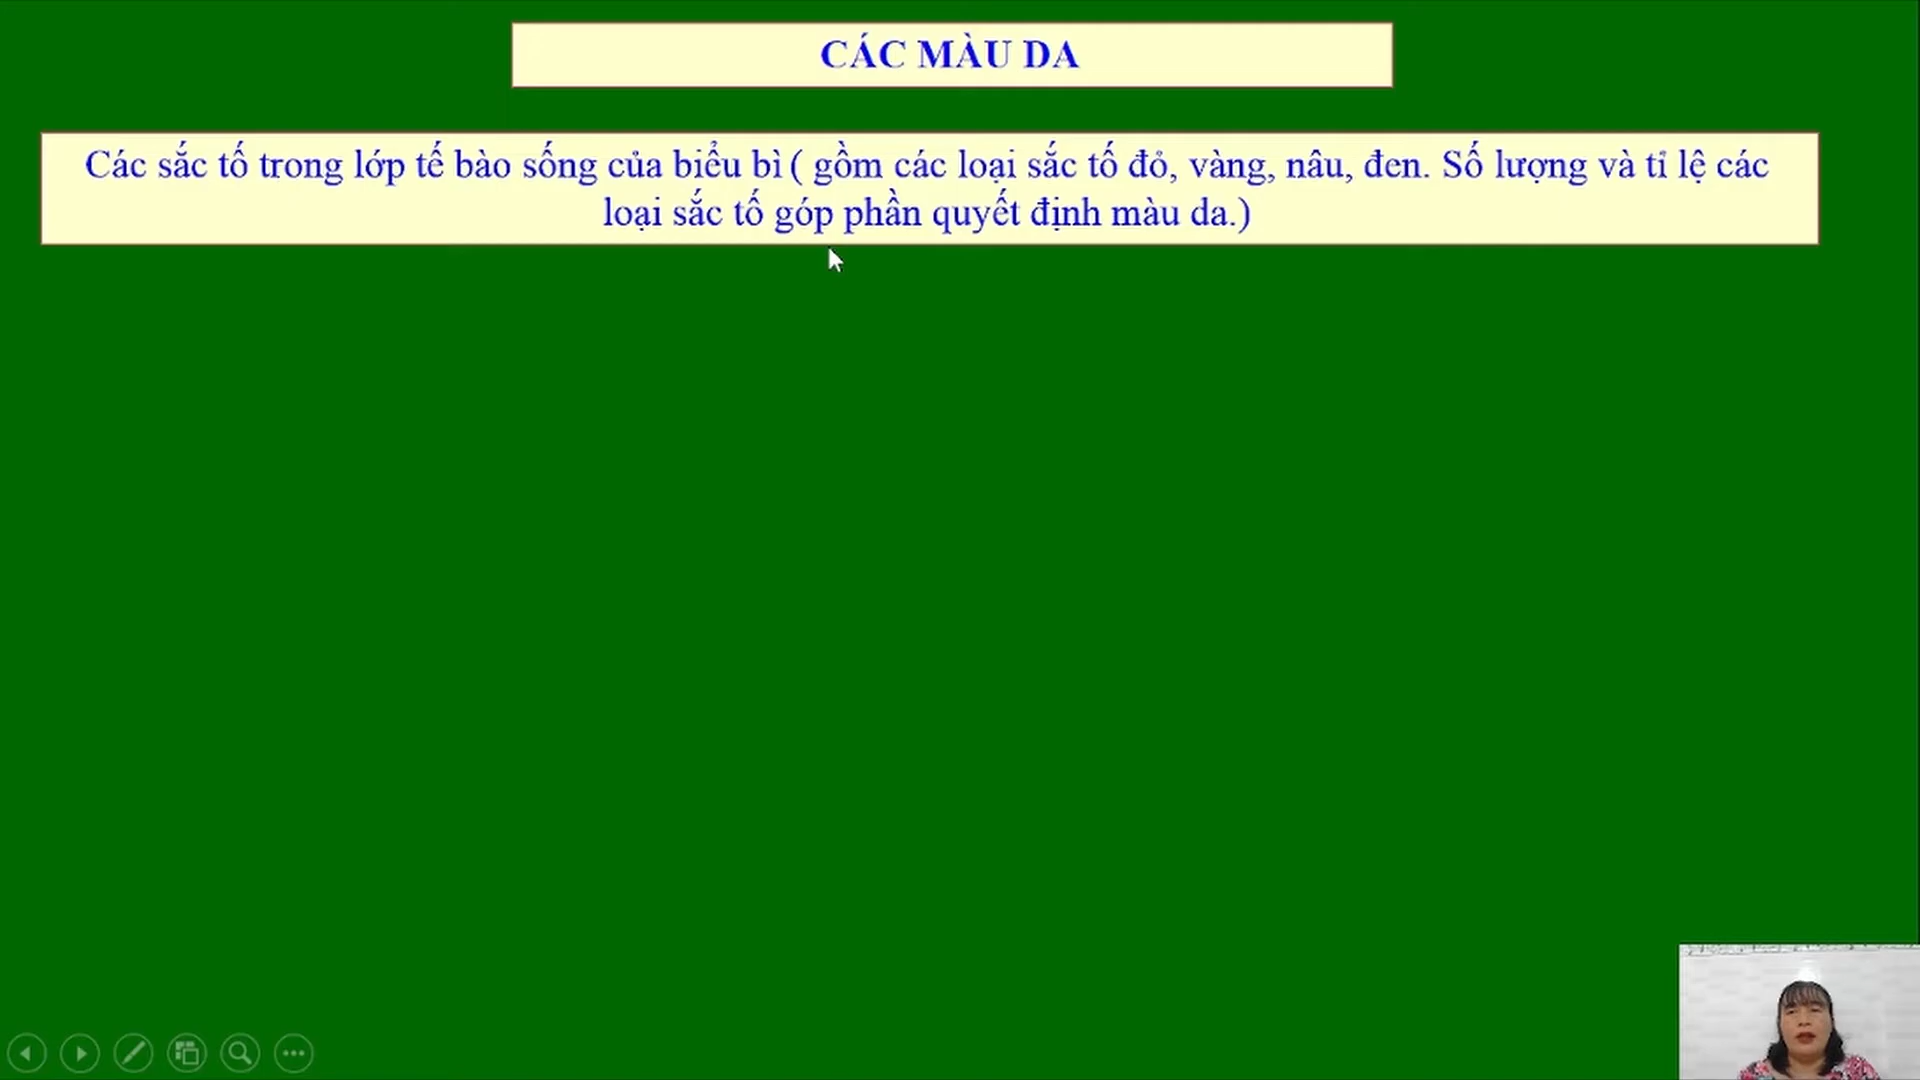 CÁC MÀU DA
Các sắc tố trong lớp tế bào sống của biểu bì ( gồm các loại sắc tố đỏ, vàng, nâu, đen. Số lượng và tỉ lệ các
loại sắc tố góp phần quyết định màu da.)